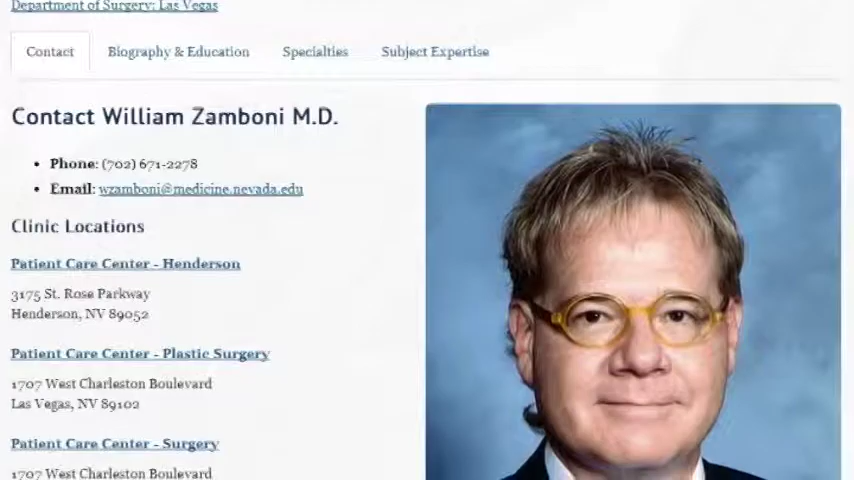 Department of Surgery: Las Vegas
Contact
Biography & Education
Specialties
Subject Expertise
Contact William Zamboni M.D.
• Phone: (702) 671-2278
• Email: wzamboni@medicine.nevada.edu
Clinic Locations
Patient Care Center - Henderson
3175 St. Rose Parkway
Henderson, NV 89052
Patient Care Center - Plastic Surgery
1707 West Charleston Boulevard
Las Vegas, NV 89102
Patient Care Center - Surgery
1707 West Charleston Boulevard